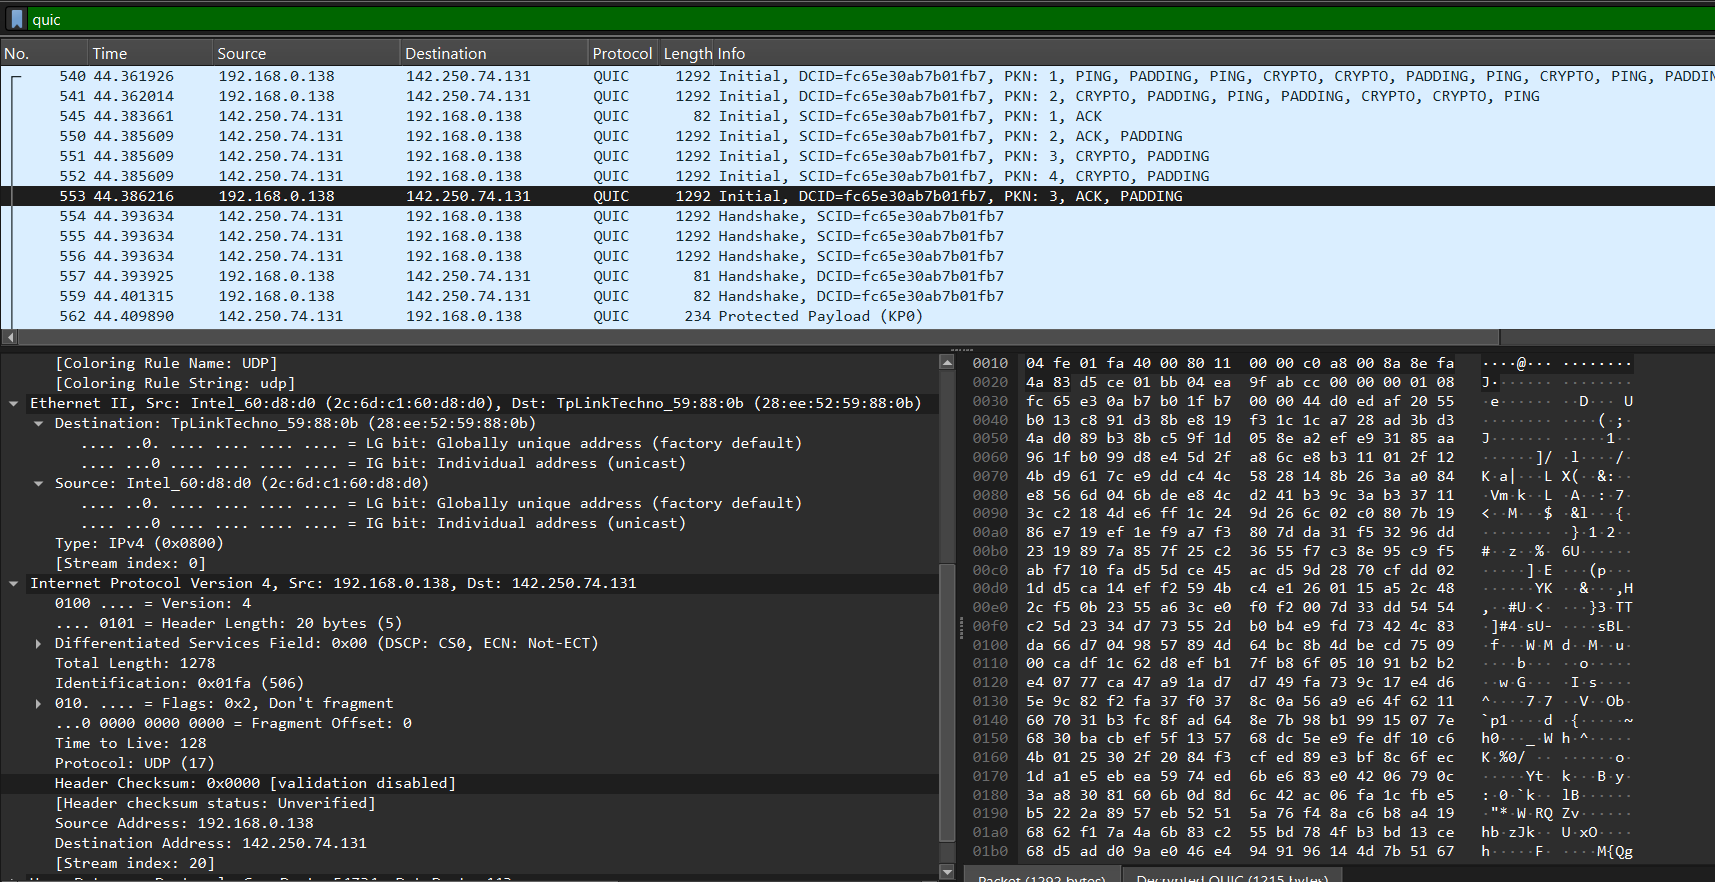 quic
No. Time Source Destination Protocol Length Info
540 44.361926 192.168.0.138 142.250.74.131 QUIC 1292 Initial, DCID=fc65e30ab7b01fb7, PKN: 1, PING, PADDING, PING, CRYPTO, CRYPTO, PADDING, PING, CRYPTO, PING, PADDIN
541 44.362014 192.168.0.138 142.250.74.131 QUIC 1292 Initial, DCID=fc65e30ab7b01fb7, PKN: 2, CRYPTO, PADDING, PING, PADDING, CRYPTO, CRYPTO, PING
545 44.383661 142.250.74.131 192.168.0.138 QUIC 82 Initial, SCID=fc65e30ab7b01fb7, PKN: 1, ACK
550 44.385609 142.250.74.131 192.168.0.138 QUIC 1292 Initial, SCID=fc65e30ab7b01fb7, PKN: 2, ACK, PADDING
551 44.385609 142.250.74.131 192.168.0.138 QUIC 1292 Initial, SCID=fc65e30ab7b01fb7, PKN: 3, CRYPTO, PADDING
552 44.385609 142.250.74.131 192.168.0.138 QUIC 1292 Initial, SCID=fc65e30ab7b01fb7, PKN: 4, CRYPTO, PADDING
553 44.386216 192.168.0.138 142.250.74.131 QUIC 1292 Initial, DCID=fc65e30ab7b01fb7, PKN: 3, ACK, PADDING
554 44.393634 142.250.74.131 192.168.0.138 QUIC 1292 Handshake, SCID=fc65e30ab7b01fb7
555 44.393634 142.250.74.131 192.168.0.138 QUIC 1292 Handshake, SCID=fc65e30ab7b01fb7
556 44.393634 142.250.74.131 192.168.0.138 QUIC 1292 Handshake, SCID=fc65e30ab7b01fb7
557 44.393925 192.168.0.138 142.250.74.131 QUIC 81 Handshake, DCID=fc65e30ab7b01fb7
559 44.401315 192.168.0.138 142.250.74.131 QUIC 82 Handshake, DCID=fc65e30ab7b01fb7
562 44.409890 142.250.74.131 192.168.0.138 QUIC 234 Protected Payload (KP0)
[Coloring Rule Name: UDP]
[Coloring Rule String: udp]
Ethernet II, Src: Intel_60:d8:d0 (2c:6d:c1:60:d8:d0), Dst: TpLinkTechno_59:88:0b (28:ee:52:59:88:0b)
Destination: TpLinkTechno_59:88:0b (28:ee:52:59:88:0b)
.... ..0. .... .... .... .... = LG bit: Globally unique address (factory default)
.... ...0 .... .... .... .... = IG bit: Individual address (unicast)
Source: Intel_60:d8:d0 (2c:6d:c1:60:d8:d0)
.... ..0. .... .... .... .... = LG bit: Globally unique address (factory default)
.... ...0 .... .... .... .... = IG bit: Individual address (unicast)
Type: IPv4 (0x0800)
[Stream index: 0]
Internet Protocol Version 4, Src: 192.168.0.138, Dst: 142.250.74.131
0100 .... = Version: 4
.... 0101 = Header Length: 20 bytes (5)
Differentiated Services Field: 0x00 (DSCP: CS0, ECN: Not-ECT)
Total Length: 1278
Identification: 0x01fa (506)
010. .... = Flags: 0x2, Don't fragment
...0 0000 0000 0000 = Fragment Offset: 0
Time to Live: 128
Protocol: UDP (17)
Header Checksum: 0x0000 [validation disabled]
[Header checksum status: Unverified]
Source Address: 192.168.0.138
Destination Address: 142.250.74.131
[Stream index: 20]
0010 04 fe 01 fa 40 00 80 11 00 00 c0 a8 00 8a 8e fa ····@··· ········
0020 4a 83 d5 ce 01 bb 04 ea 9f ab cc 00 00 00 01 08 J······· ········
0030 fc 65 e3 0a b7 b0 1f b7 00 00 44 d0 ed af 20 55 ·e······ ··D··· U
0040 b0 13 c8 91 d3 8b e8 19 f3 1c 1c a7 28 ad 3b d3 ········ ····(·;·
0050 4a d0 89 b3 8b c5 9f 1d 05 8e a2 ef e9 31 85 aa J······· ·····1··
0060 96 1f b0 99 d8 e4 5d 2f a8 6c e8 b3 11 01 2f 12 ······]/ ·l····/·
0070 4b d9 61 7c e9 dd c4 4c 58 28 14 8b 26 3a a0 84 K·a|···L X(··&:··
0080 e8 56 6d 04 6b de e8 4c d2 41 b3 9c 3a b3 37 11 ·Vm·k··L ·A··:·7·
0090 3c c2 18 4d e6 ff 1c 24 9d 26 6c 02 c0 80 7b 19 <··M···$ ·&l···{·
00a0 86 e7 19 ef 1e f9 a7 f3 80 7d da 31 f5 32 96 dd ········ ·}·1·2··
00b0 23 19 89 7a 85 7f 25 c2 36 55 f7 c3 8e 95 c9 f5 #··z··%· 6U······
00c0 ab f7 10 fa d5 5d ce 45 ac d5 9d 28 70 cf dd 02 ·····]·E ···(p···
00d0 1d d5 ca 14 ef f2 59 4b c4 e1 26 01 15 a5 2c 48 ······YK ··&···,H
00e0 2c f5 0b 23 55 a6 3c e0 f0 f2 00 7d 33 dd 54 54 ,··#U·<· ···}3·TT
00f0 c2 5d 23 34 d7 73 55 2d b0 b4 e9 fd 73 42 4c 83 ·]#4·sU- ····sBL·
0100 da 66 d7 04 98 57 89 4d 64 bc 8b 4d be cd 75 09 ·f···W·M d··M··u·
0110 00 ca df 1c 62 d8 ef b1 7f b8 6f 05 10 91 b2 b2 ····b··· ··o·····
0120 e4 07 77 ca 47 a9 1a d7 d7 49 fa 73 9c 17 e4 d6 ··w·G··· ·I·s····
0130 5e 9c 82 f2 fa 37 f0 37 8c 0a 56 a9 e6 4f 62 11 ^····7·7 ··V··Ob·
0140 60 70 31 b3 fc 8f ad 64 8e 7b 98 b1 99 15 07 7e `p1····d ·{·····~
0150 68 30 ba cb ef 5f 13 57 68 dc 5e e9 fe df 10 c6 h0···_·W h·^·····
0160 4b 01 25 30 2f 20 84 f3 cf ed 89 e3 bf 8c 6f ec K·%0/ ·· ······o·
0170 1d a1 e5 eb ea 59 74 ed 6b e6 83 e0 42 06 79 0c ·····Yt· k···B·y·
0180 3a a8 30 81 60 6b 0d 8d 6c 42 ac 06 fa 1c fb e5 :·0·`k·· lB······
0190 b5 22 2a 89 57 eb 52 51 5a 76 f4 8a c6 b8 a4 19 ·"*·W·RQ Zv······
01a0 68 62 f1 7a 4a 6b 83 c2 55 bd 78 4f b3 bd 13 ce hb·zJk·· U·xO····
01b0 68 d5 ad d0 9a e0 46 e4 94 91 96 14 4d 7b 51 67 h·····F· ····M{Qg
Packet (1292 bytes) Decrypted QUIC (1215 bytes)